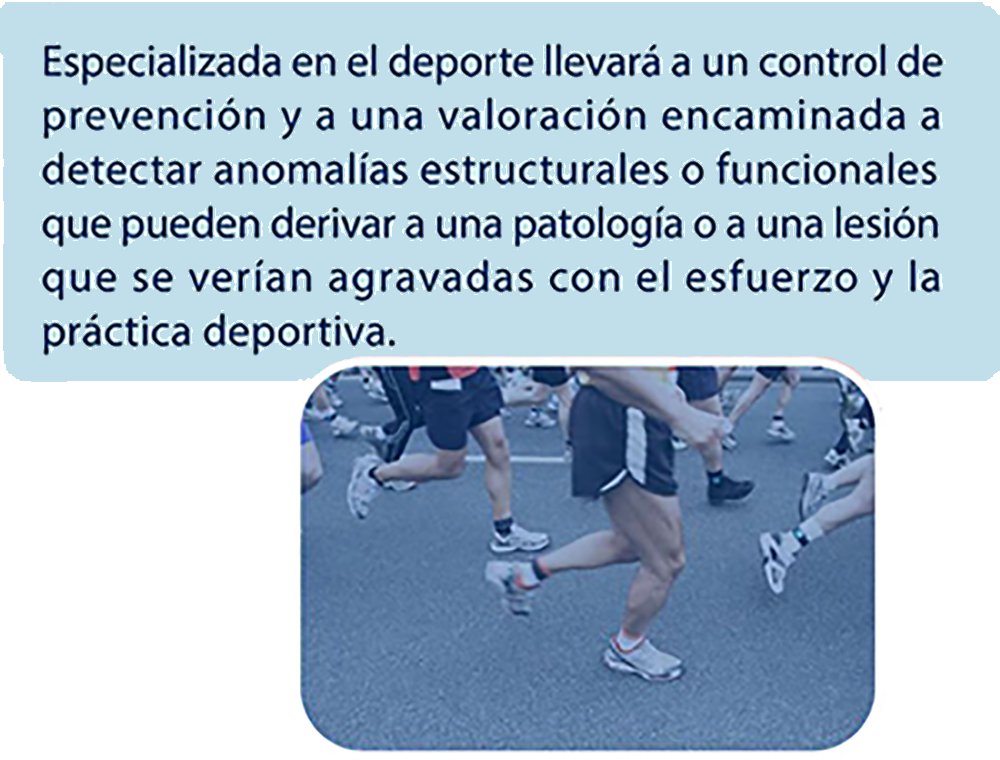 Especializada en el deporte llevará a un control de
prevención y a una valoración encaminada a
detectar anomalías estructurales o funcionales
que pueden derivar a una patología o a una lesión
que se verían agravadas con el esfuerzo y la
práctica deportiva.